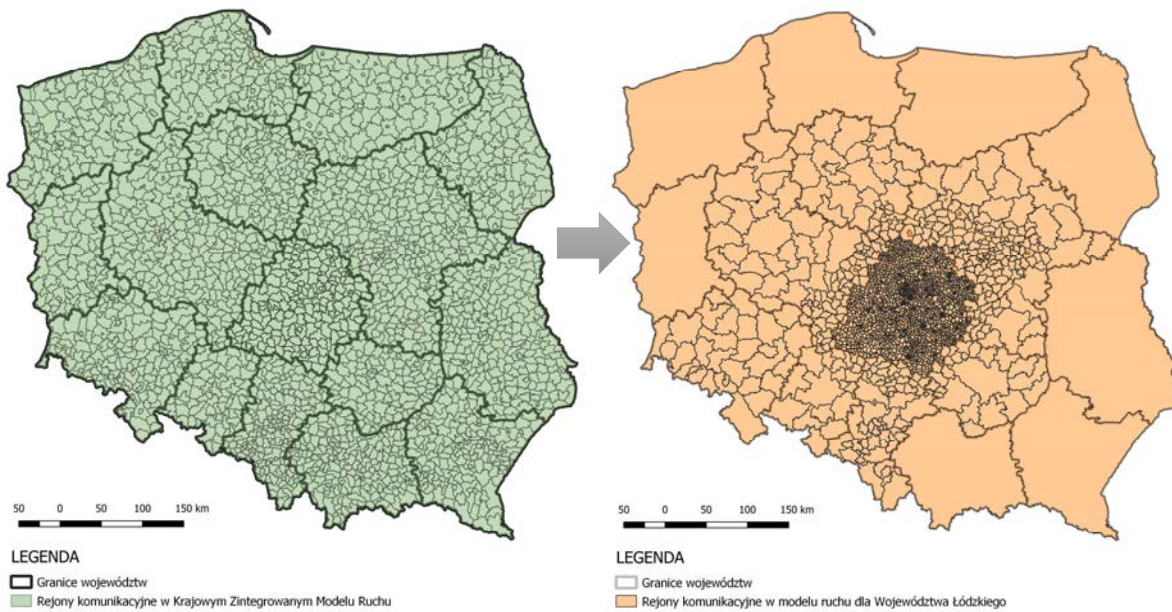 50 0 50 100 150 km
LEGENDA
Granice województw
Rejony komunikacyjne w Krajowym Zintegrowanym Modelu Ruchu
50 0 50 100 150 km
LEGENDA
Granice województw
Rejony komunikacyjne w modelu ruchu dla Województwa Łódzkiego